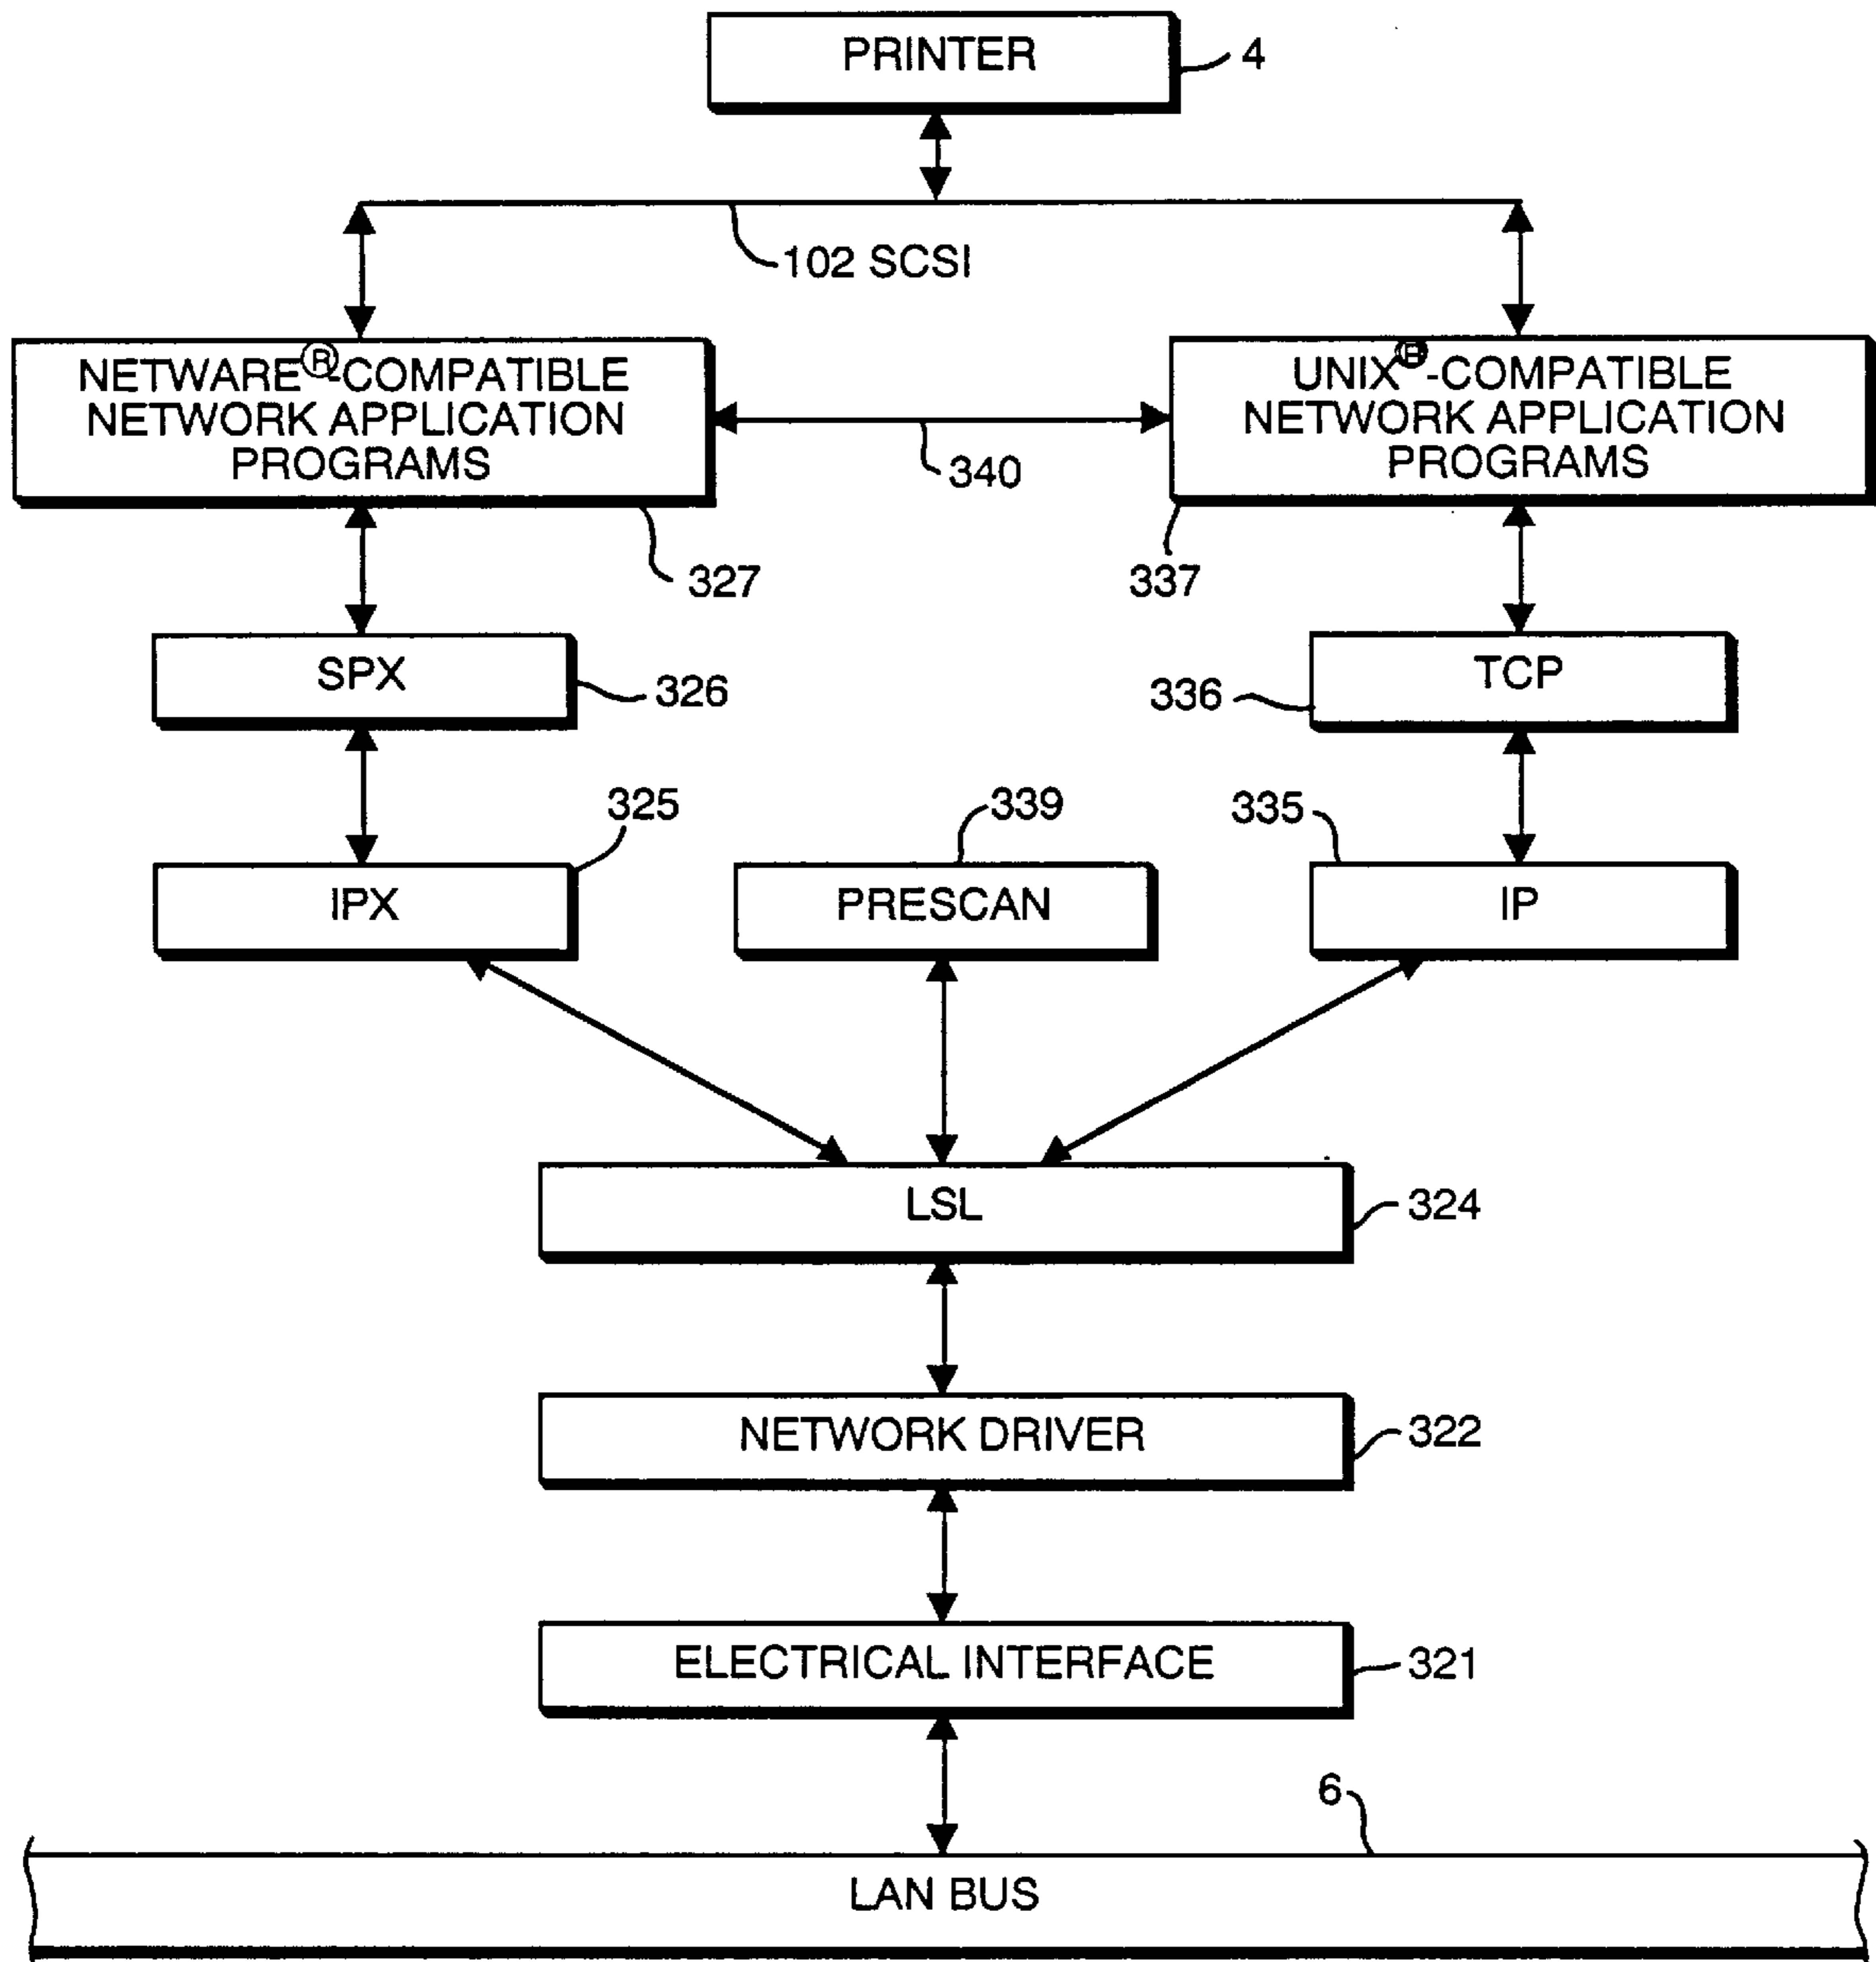 PRINTER
4
102 SCSI
NETWARE®-COMPATIBLE
NETWORK APPLICATION
PROGRAMS
UNIX®-COMPATIBLE
NETWORK APPLICATION
PROGRAMS
340
327
337
SPX
326
TCP
336
325
339
335
IPX
PRESCAN
IP
LSL
324
NETWORK DRIVER
322
ELECTRICAL INTERFACE
321
6
LAN BUS